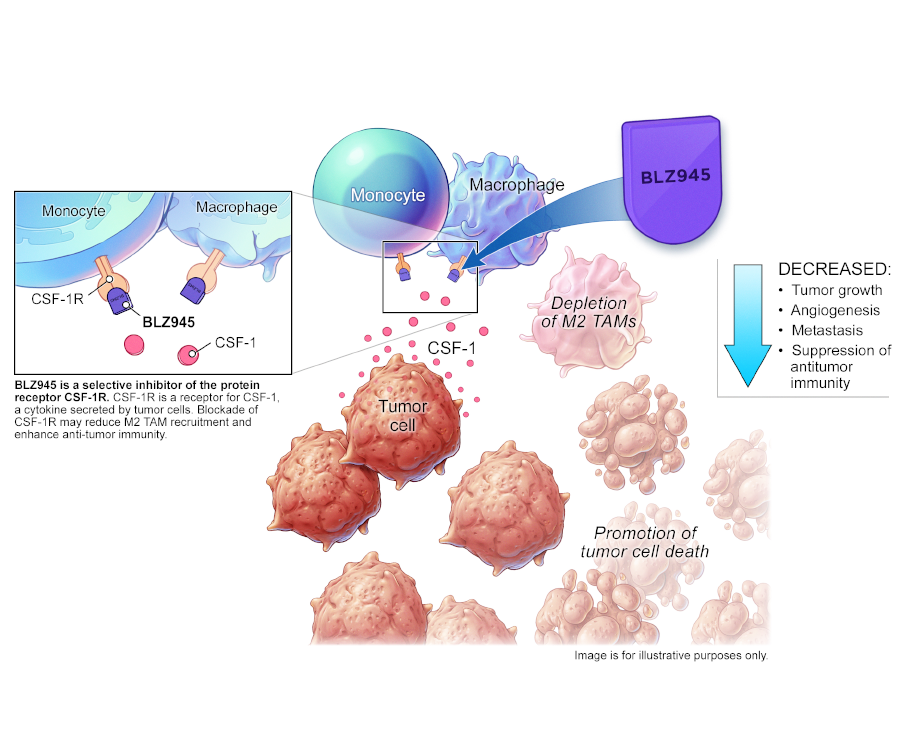 Monocyte
Macrophage
BLZ945
Monocyte
Macrophage
CSF-1R
BLZ945
CSF-1
BLZ945 is a selective inhibitor of the protein
receptor CSF-1R. CSF-1R is a receptor for CSF-1,
a cytokine secreted by tumor cells. Blockade of
CSF-1R may reduce M2 TAM recruitment and
enhance anti-tumor immunity.
CSF-1
Tumor
cell
Depletion
of M2 TAMs
DECREASED:
• Tumor growth
• Angiogenesis
• Metastasis
• Suppression of
antitumor
immunity
Promotion of
tumor cell death
Image is for illustrative purposes only.